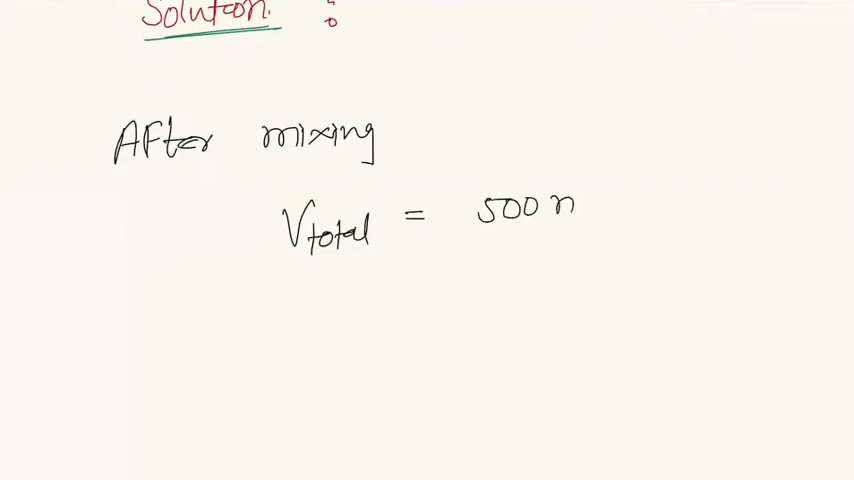 Solution :
AFter mixing
Vtotal = 500 n